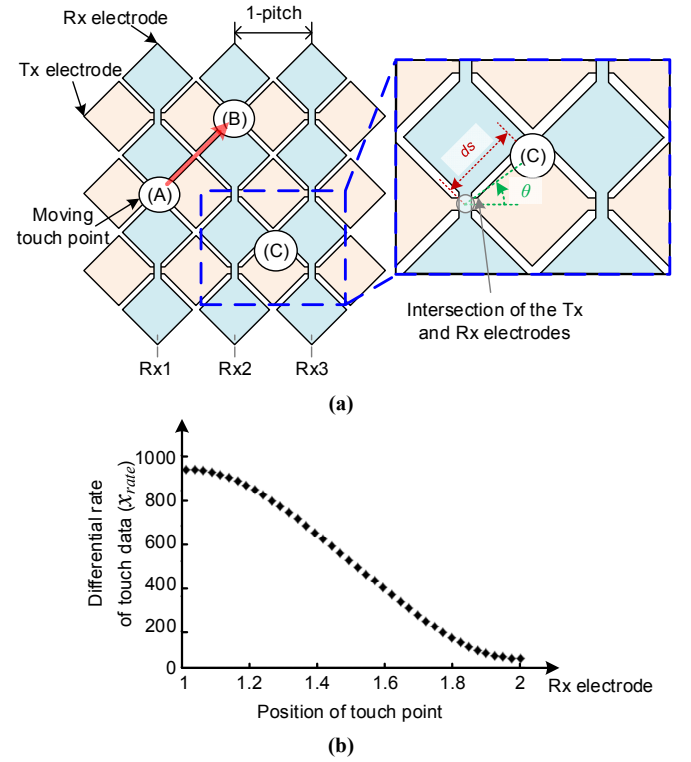 Rx electrode
1-pitch
Tx electrode
(B)
(A)
Moving
touch point
(C)
ds
(C)
θ
Intersection of the Tx
and Rx electrodes
Rx1 Rx2 Rx3
(a)
Differential rate
of touch data (x_rate)
1000
800
600
400
200
0
1 1.2 1.4 1.6 1.8 2
Rx electrode
Position of touch point
(b)